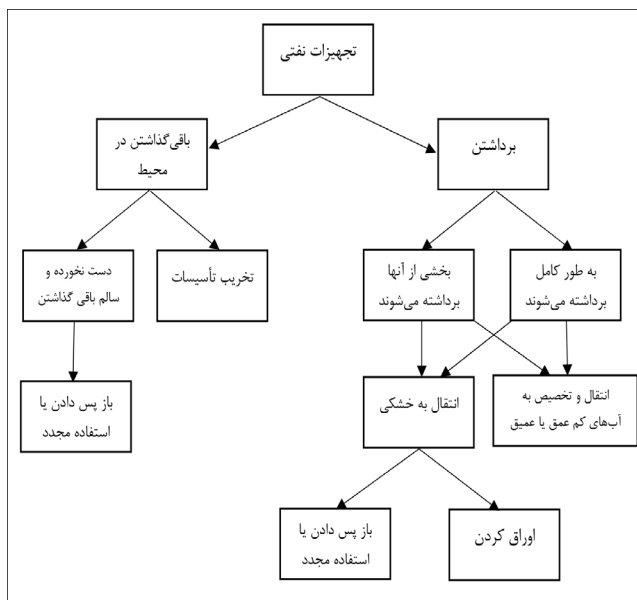 تجهیزات نفتی
برداشتن
باقی‌گذاشتن در
محیط
به طور کامل
برداشته می‌شوند
بخشی از آنها
برداشته می‌شوند
تخریب تأسیسات
دست نخورده و
سالم باقی گذاشتن
انتقال و تخصیص به
آب‌های کم عمق یا عمیق
انتقال به خشکی
باز پس دادن یا
استفاده مجدد
اوراق کردن
باز پس دادن یا
استفاده مجدد